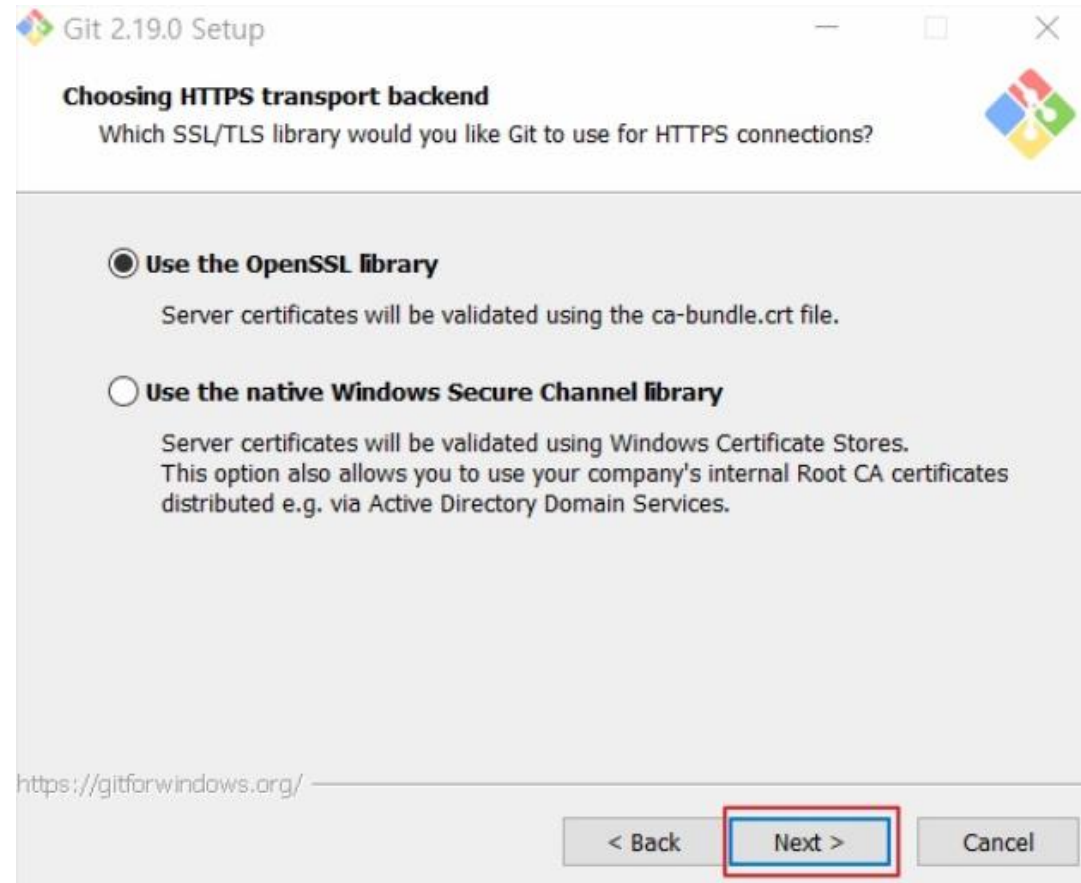 Git 2.19.0 Setup
Choosing HTTPS transport backend
Which SSL/TLS library would you like Git to use for HTTPS connections?
Use the OpenSSL library
Server certificates will be validated using the ca-bundle.crt file.
Use the native Windows Secure Channel library
Server certificates will be validated using Windows Certificate Stores.
This option also allows you to use your company's internal Root CA certificates
distributed e.g. via Active Directory Domain Services.
https://gitforwindows.org/
< Back Next > Cancel